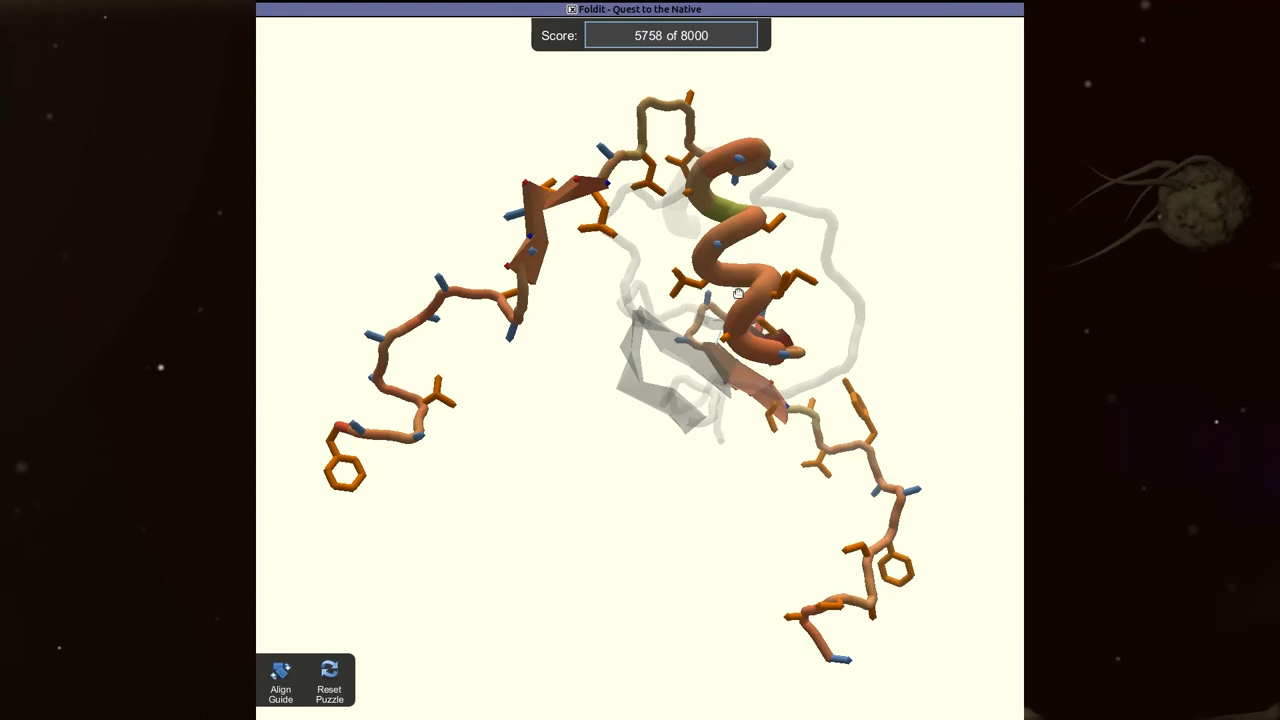 Foldit - Quest to the Native
Score: 5758 of 8000
Align Guide
Reset Puzzle